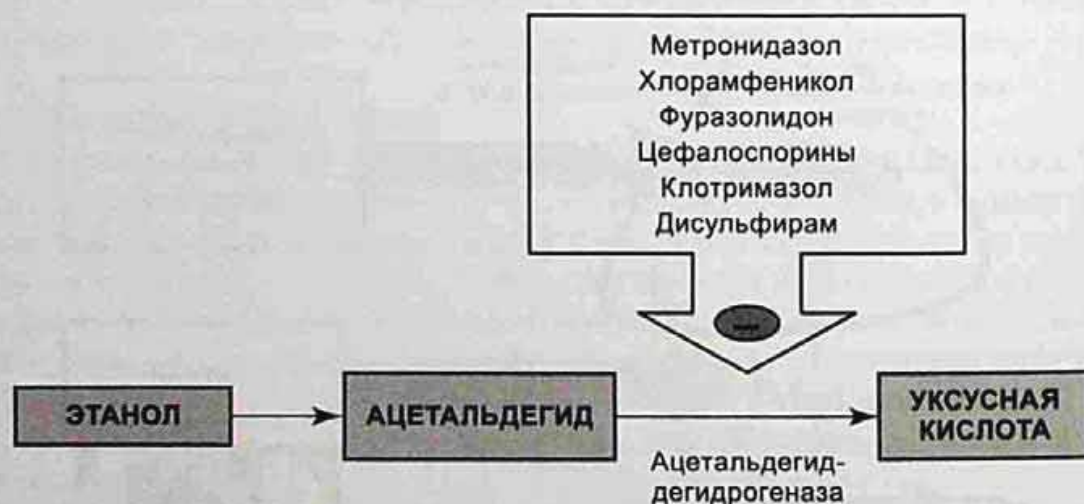 Метронидазол
Хлорамфеникол
Фуразолидон
Цефалоспорины
Клотримазол
Дисульфирам
–
ЭТАНОЛ
АЦЕТАЛЬДЕГИД
УКСУСНАЯ
КИСЛОТА
Ацетальдегид-
дегидрогеназа